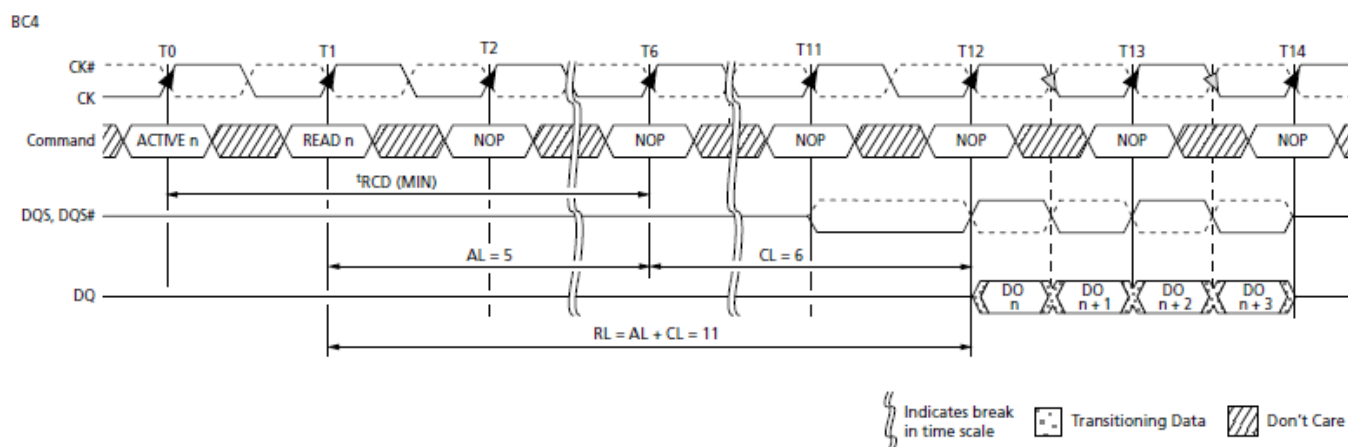 BC4
T0 T1 T2 T6 T11 T12 T13 T14
CK#
CK
Command ACTIVE n READ n NOP NOP NOP NOP NOP NOP
tRCD (MIN)
DQS, DQS#
AL = 5 CL = 6
DQ DO n DO n + 1 DO n + 2 DO n + 3
RL = AL + CL = 11
Indicates break in time scale Transitioning Data Don't Care